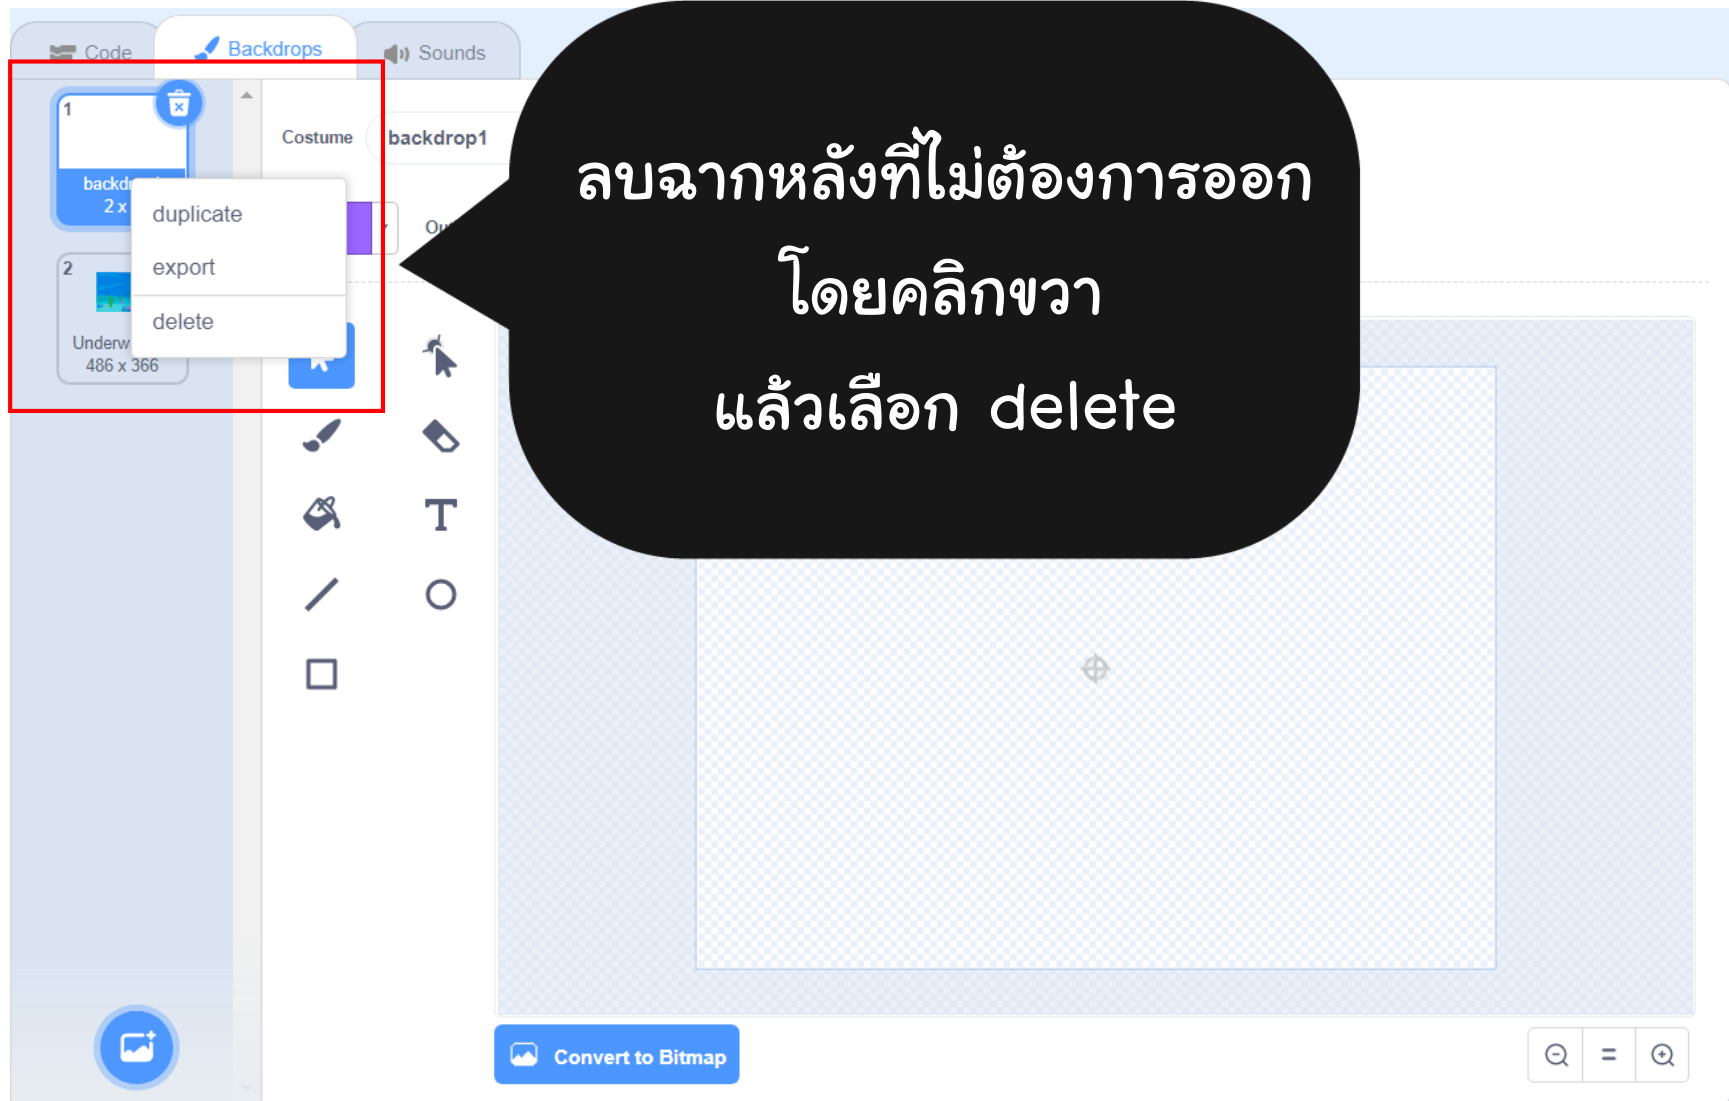 Code
Backdrops
Sounds
1
2 x
duplicate
export
delete
2
486 x 366
Costume
backdrop1
ลบฉากหลังที่ไม่ต้องการออก
โดยคลิกขวา
แล้วเลือก delete
T
Convert to Bitmap
=